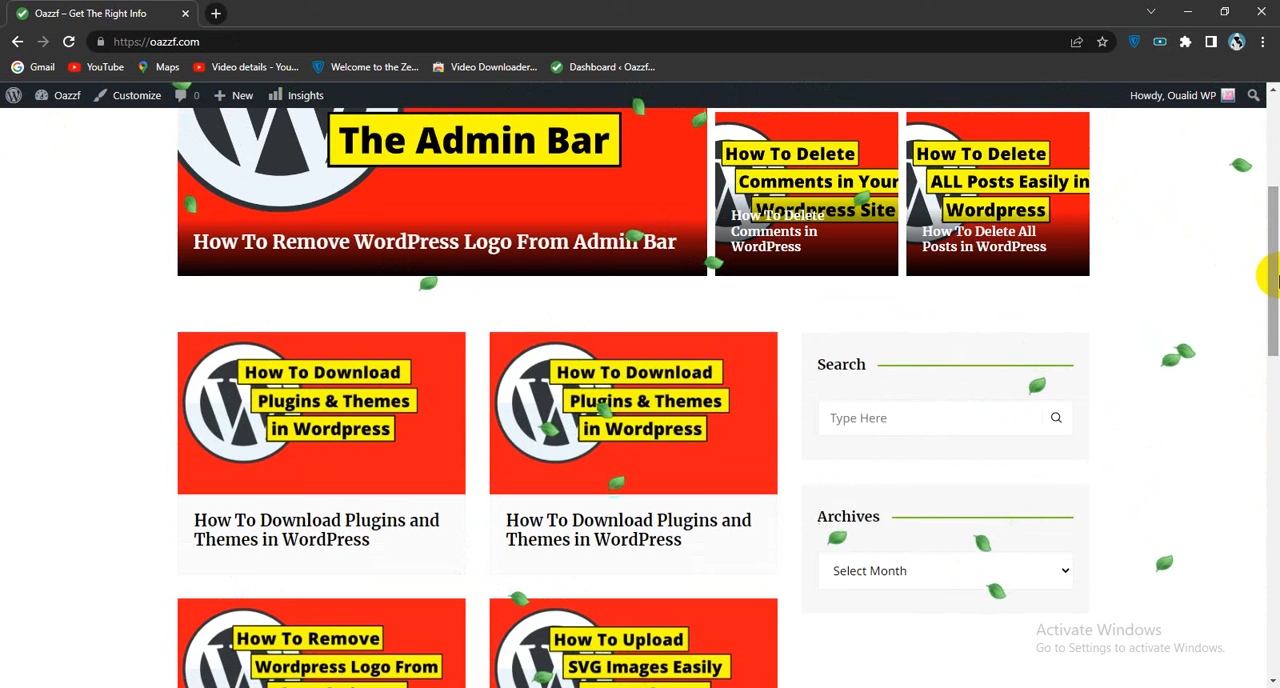 Oazzf – Get The Right Info
https://oazzf.com
Gmail
YouTube
Maps
Video details - You...
Welcome to the Ze...
Video Downloader...
Dashboard ‹ Oazzf...
Oazzf
Customize
0
New
Insights
Howdy, Oualid WP
The Admin Bar
How To Remove WordPress Logo From Admin Bar
How To Delete
Comments in Your
Wordpress Site
How To Delete
Comments in
WordPress
How To Delete
ALL Posts Easily in
Wordpress
How To Delete All
Posts in WordPress
How To Download
Plugins & Themes
in Wordpress
How To Download Plugins and
Themes in WordPress
How To Download
Plugins & Themes
in Wordpress
How To Download Plugins and
Themes in WordPress
Search
Type Here
Archives
Select Month
How To Remove
Wordpress Logo From
How To Upload
SVG Images Easily
Activate Windows
Go to Settings to activate Windows.